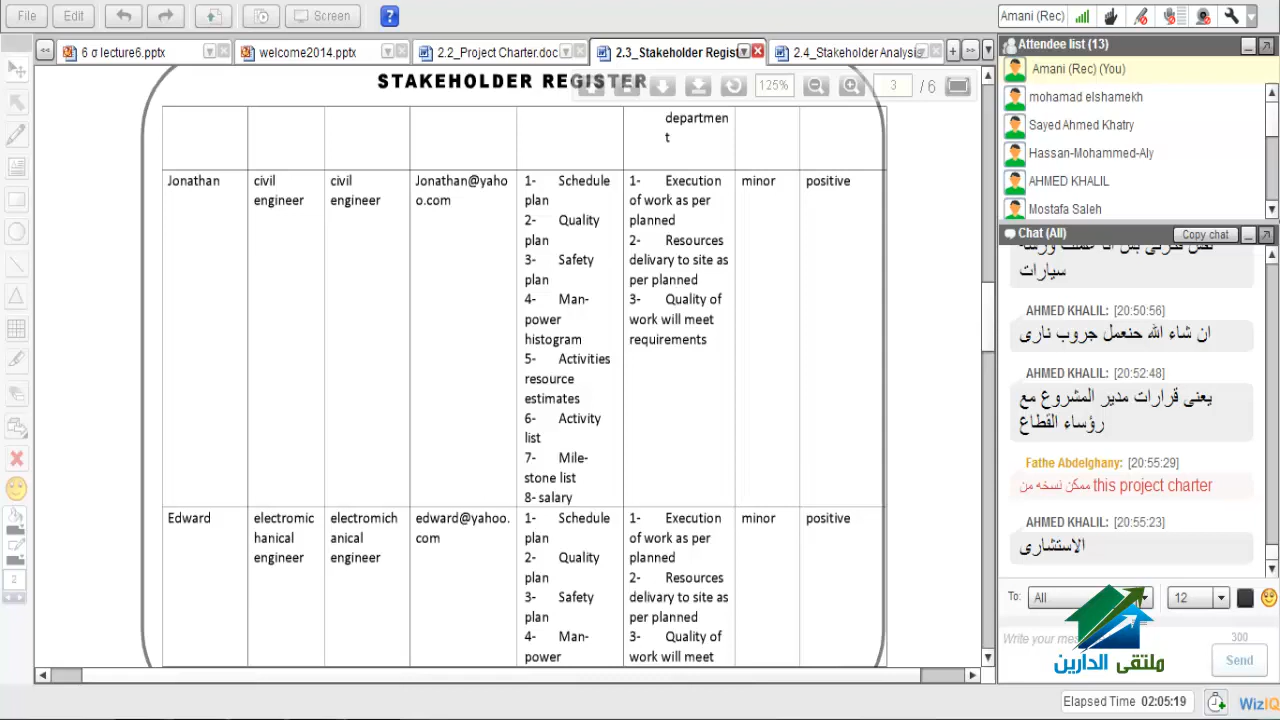 File
Edit
Screen
?
Amani (Rec)
6 σ lecture6.pptx
welcome2014.pptx
2.2_Project Charter.doc
2.3_Stakeholder Regist
2.4_Stakeholder Analysis
STAKEHOLDER REGISTER
125%
3
/ 6
departmen
t
Jonathan
civil
engineer
civil
engineer
Jonathan@yaho
o.com
1- Schedule
plan
2- Quality
plan
3- Safety
plan
4- Man-
power
histogram
5- Activities
resource
estimates
6- Activity
list
7- Mile-
stone list
8- salary
1- Execution
of work as per
planned
2- Resources
delivary to site as
per planned
3- Quality of
work will meet
requirements
minor
positive
Edward
electromic
hanical
engineer
electromich
anical
engineer
edward@yahoo.
com
1- Schedule
plan
2- Quality
plan
3- Safety
plan
4- Man-
power
1- Execution
of work as per
planned
2- Resources
delivary to site as
per planned
3- Quality of
work will meet
minor
positive
2
Attendee list (13)
Amani (Rec) (You)
mohamad elshamekh
Sayed Ahmed Khatry
Hassan-Mohammed-Aly
AHMED KHALIL
Mostafa Saleh
Chat (All)
Copy chat
سيارات
AHMED KHALIL: [20:50:56]
ان شاء الله حنعمل جروب نارى
AHMED KHALIL: [20:52:48]
يعنى قرارات مدير المشروع مع
رؤساء القطاع
Fathe Abdelghany: [20:55:29]
ممكن نسخه من this project charter
AHMED KHALIL: [20:55:23]
الاستشارى
To:
All
12
Write your mes
300
Send
ملتقى الدارين
Elapsed Time 02:05:19
WizIQ